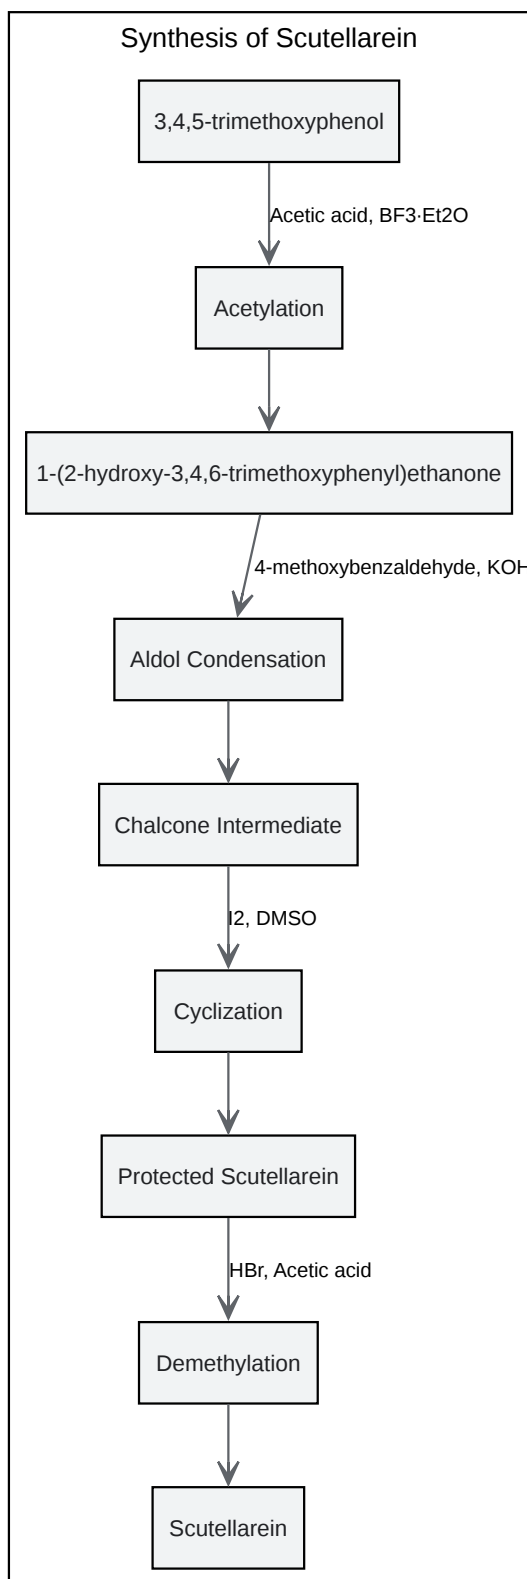 Synthesis of Scutellarein
3,4,5-trimethoxyphenol
Acetic acid, BF3·Et2O
Acetylation
1-(2-hydroxy-3,4,6-trimethoxyphenyl)ethanone
4-methoxybenzaldehyde, KOH
Aldol Condensation
Chalcone Intermediate
I2, DMSO
Cyclization
Protected Scutellarein
HBr, Acetic acid
Demethylation
Scutellarein